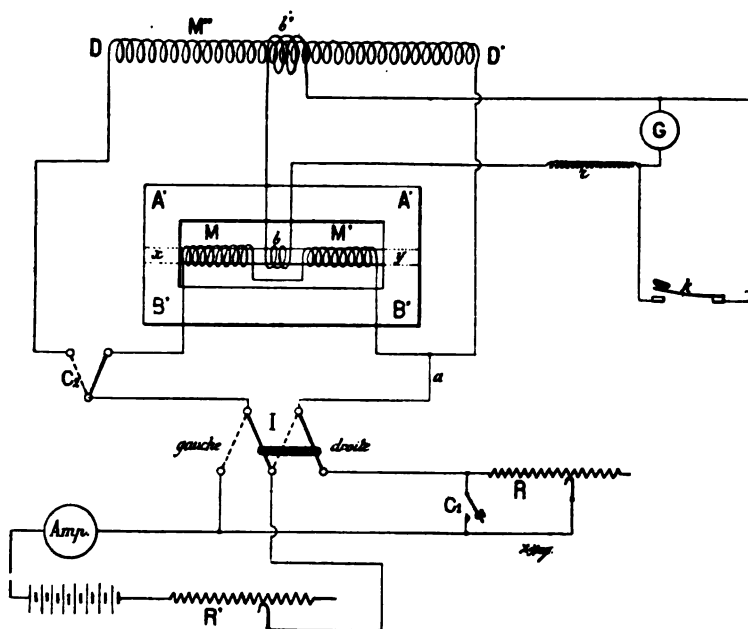 D M''' b'' D'
G
r
A' A'
M b M'
x y
B' B'
k
C₂
a
I
gauche droite
R
C₁
Amp.
R'